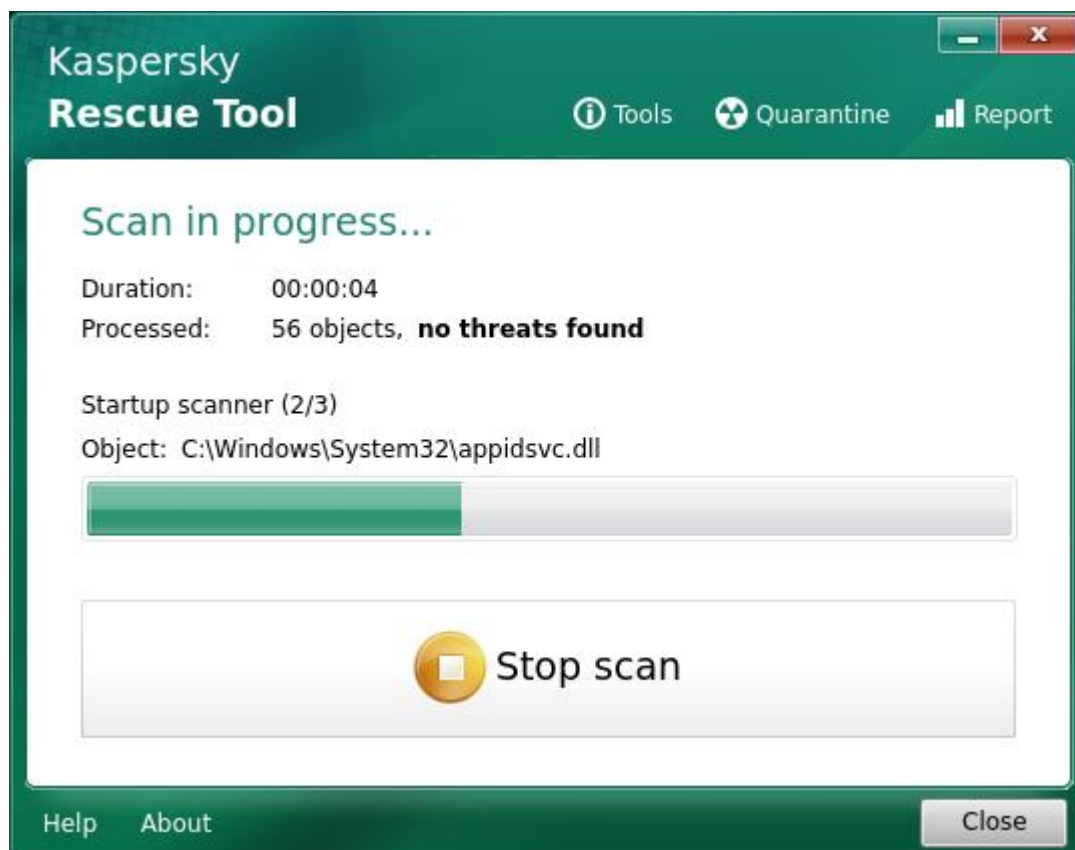 Kaspersky
Rescue Tool
Tools Quarantine Report
Scan in progress...
Duration: 00:00:04
Processed: 56 objects, no threats found
Startup scanner (2/3)
Object: C:\Windows\System32\appidsvc.dll
Stop scan
Help About Close